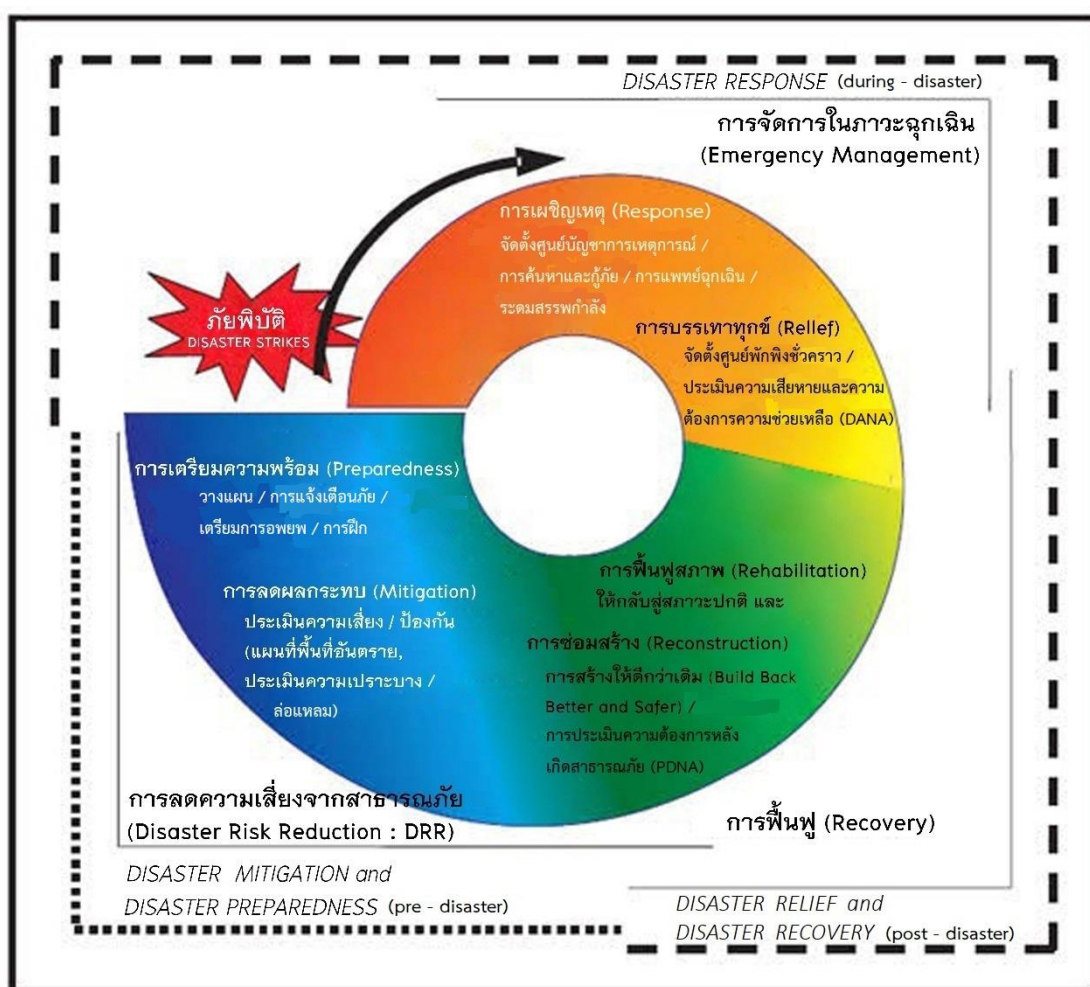 DISASTER RESPONSE (during - disaster)
การจัดการในภาวะฉุกเฉิน
(Emergency Management)
การเผชิญเหตุ (Response)
จัดตั้งศูนย์บัญชาการเหตุการณ์ /
การค้นหาและกู้ภัย / การแพทย์ฉุกเฉิน /
ระดมสรรพกำลัง
ภัยพิบัติ
DISASTER STRIKES
การบรรเทาทุกข์ (Rellef)
จัดตั้งศูนย์พักพิงชั่วคราว /
ประเมินความเสียหายและความ
ต้องการความช่วยเหลือ (DANA)
การเตรียมความพร้อม (Preparedness)
วางแผน / การแจ้งเตือนภัย /
เตรียมการอพยพ / การฝึก
การลดผลกระทบ (Mitigation)
ประเมินความเสี่ยง / ป้องกัน
(แผนที่พื้นที่อันตราย,
ประเมินความเปราะบาง /
ล่อแหลม)
การฟื้นฟูสภาพ (Rehabilitation)
ให้กลับสู่สภาวะปกติ และ
การซ่อมสร้าง (Reconstruction)
การสร้างให้ดีกว่าเดิม (Build Back
Better and Safer) /
การประเมินความต้องการหลัง
เกิดสาธารณภัย (PDNA)
การลดความเสี่ยงจากสาธารณภัย
(Disaster Risk Reduction : DRR)
การฟื้นฟู (Recovery)
DISASTER MITIGATION and
DISASTER PREPAREDNESS (pre - disaster)
DISASTER RELIEF and
DISASTER RECOVERY (post - disaster)